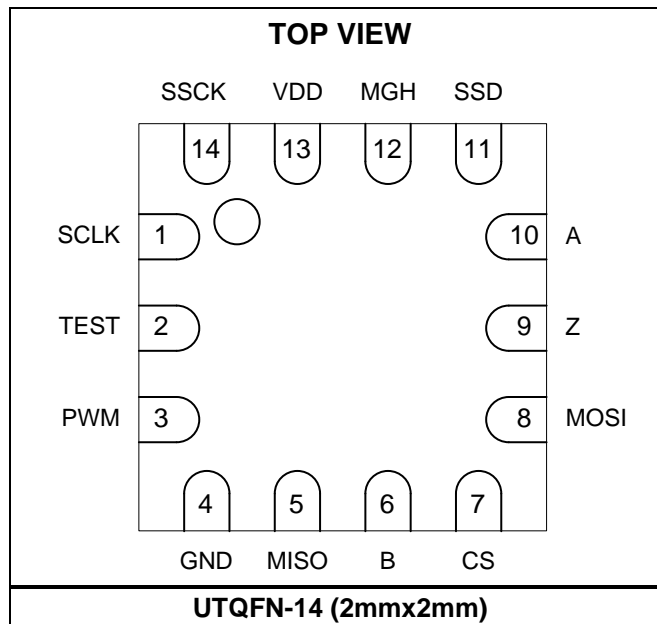 TOP VIEW
SSCK VDD MGH SSD
14 13 12 11
SCLK 1 10 A
TEST 2 9 Z
PWM 3 8 MOSI
4 5 6 7
GND MISO B CS
UTQFN-14 (2mmx2mm)